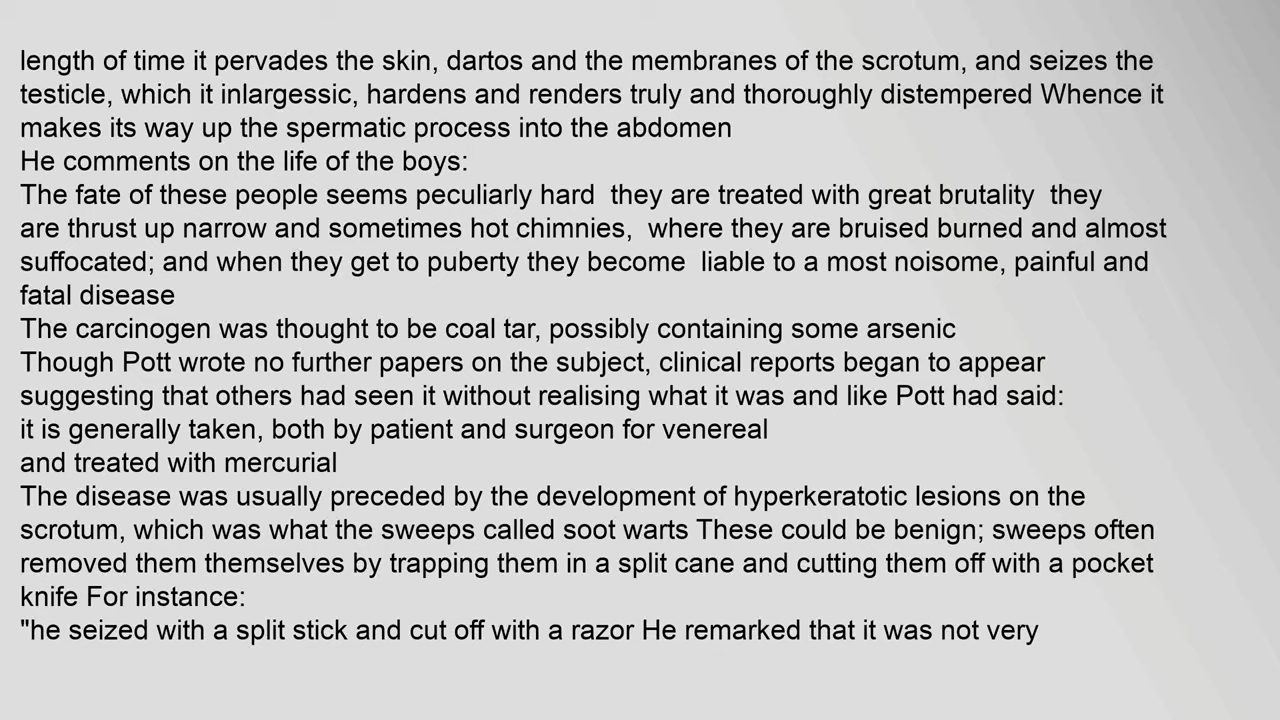 length of time it pervades the skin, dartos and the membranes of the scrotum, and seizes the
testicle, which it inlargessic, hardens and renders truly and thoroughly distempered Whence it
makes its way up the spermatic process into the abdomen
He comments on the life of the boys:
The fate of these people seems peculiarly hard  they are treated with great brutality  they
are thrust up narrow and sometimes hot chimnies,  where they are bruised burned and almost
suffocated; and when they get to puberty they become  liable to a most noisome, painful and
fatal disease
The carcinogen was thought to be coal tar, possibly containing some arsenic
Though Pott wrote no further papers on the subject, clinical reports began to appear
suggesting that others had seen it without realising what it was and like Pott had said:
it is generally taken, both by patient and surgeon for venereal
and treated with mercurial
The disease was usually preceded by the development of hyperkeratotic lesions on the
scrotum, which was what the sweeps called soot warts These could be benign; sweeps often
removed them themselves by trapping them in a split cane and cutting them off with a pocket
knife For instance:
"he seized with a split stick and cut off with a razor He remarked that it was not very